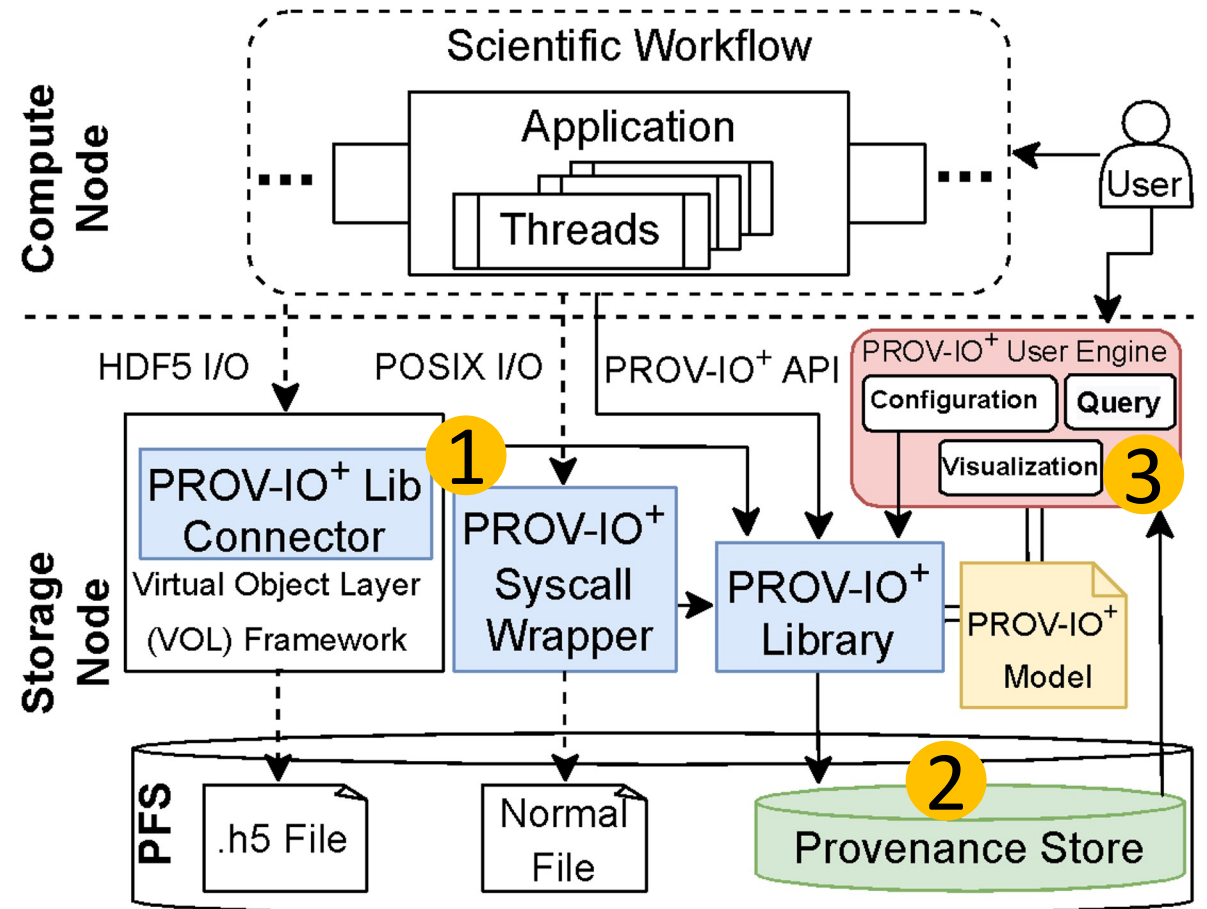 Scientific Workflow
Compute
Node
Application
Threads
...
...
User
HDF5 I/O
POSIX I/O
PROV-IO⁺ API
PROV-IO⁺ User Engine
Configuration
Query
Visualization
3
1
PROV-IO⁺ Lib
Connector
Virtual Object Layer
(VOL) Framework
PROV-IO⁺
Syscall
Wrapper
PROV-IO⁺
Library
PROV-IO⁺
Model
Storage
Node
PFS
.h5 File
Normal
File
2
Provenance Store